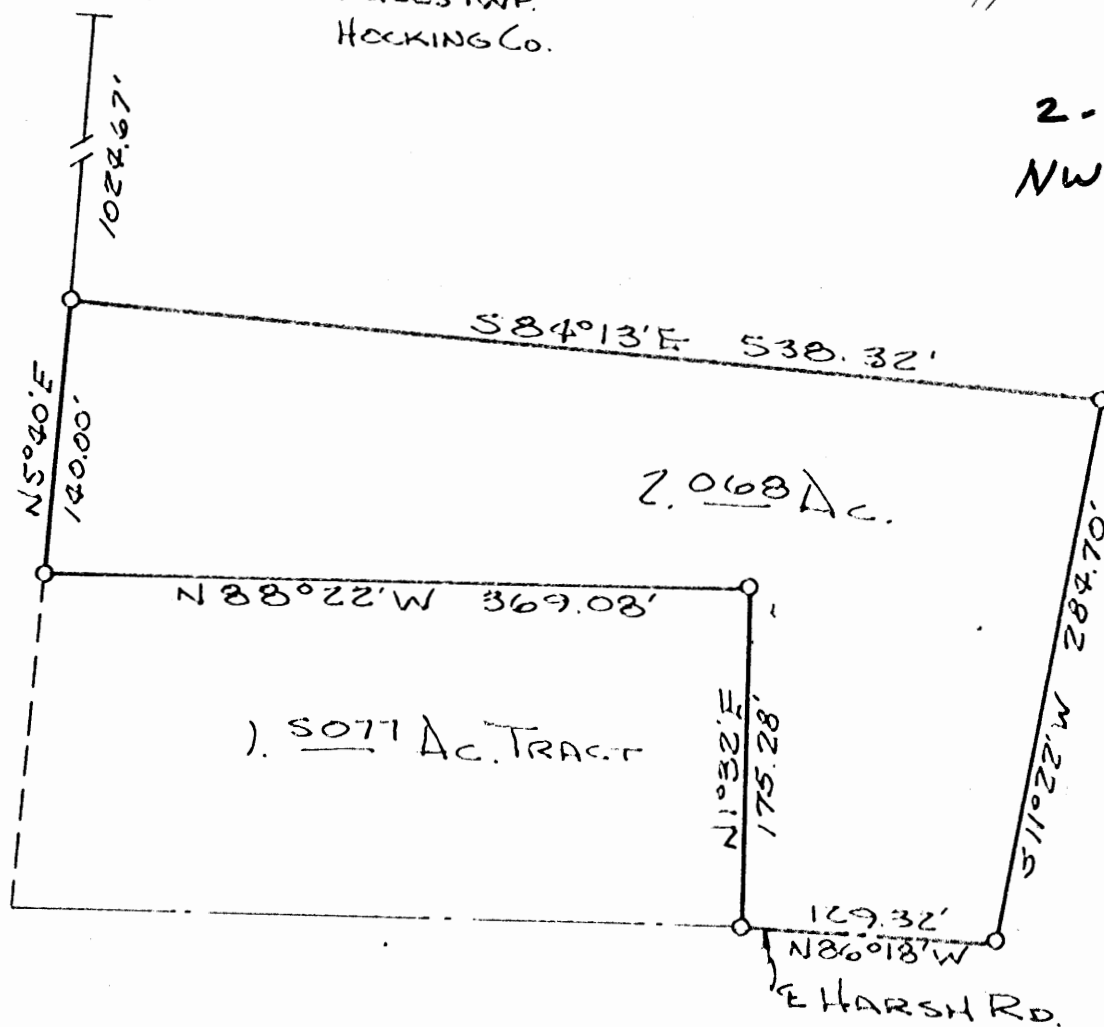 TWP.
HOCKING CO.
2.
NW
1024.67'
S84°13'E 538.32'
N5°40'E
140.00'
2.068 Ac.
N88°22'W 369.08'
284.70'
S11°22'W
1.5077 Ac. TRACT
N1°32'E
175.28'
129.32'
N86°18'W
℄ HARSH RD.